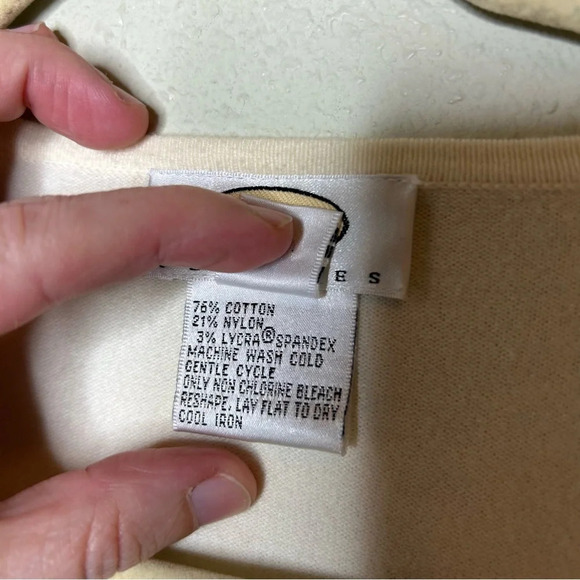 E S
76% COTTON
21% NYLON
3% LYCRA® SPANDEX
MACHINE WASH COLD
GENTLE CYCLE
ONLY NON CHLORINE BLEACH
RESHAPE, LAY FLAT TO DRY
COOL IRON